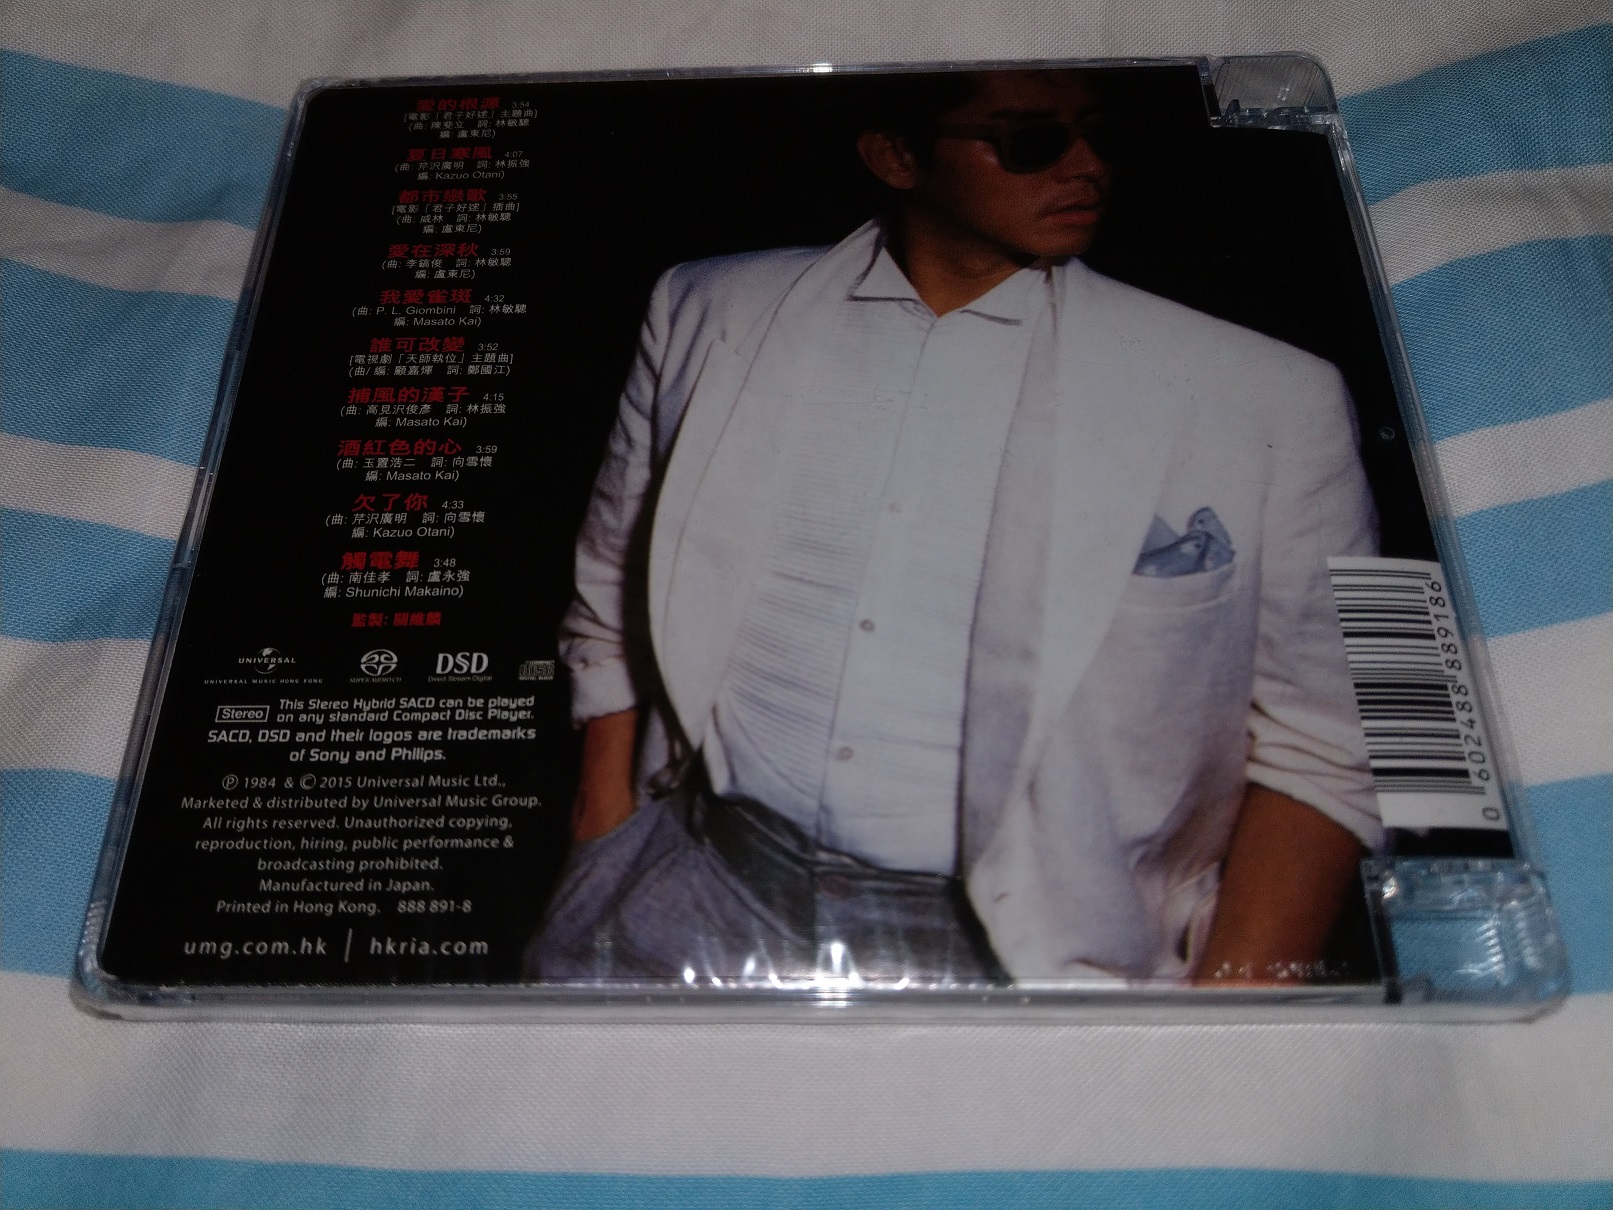 愛的根源 3:54
[電影「君子好逑」主題曲]
(曲: 陳斐立 詞: 林敏驄
編: 盧東尼)
夏日寒風 4:07
(曲: 芹沢廣明 詞: 林振強
編: Kazuo Otani)
都市戀歌 3:55
[電影「君子好逑」插曲]
(曲: 威林 詞: 林敏驄
編: 盧東尼)
愛在深秋 3:59
(曲: 李鎬俊 詞: 林敏驄
編: 盧東尼)
我愛雀斑 4:32
(曲: P. L. Giombini 詞: 林敏驄
編: Masato Kai)
誰可改變 3:52
[電視劇「天師執位」主題曲]
(曲/ 編: 顧嘉煇 詞: 鄭國江)
捕風的漢子 4:15
(曲: 高見沢俊彥 詞: 林振強
編: Masato Kai)
酒紅色的心 3:59
(曲: 玉置浩二 詞: 向雪懷
編: Masato Kai)
欠了你 4:33
(曲: 芹沢廣明 詞: 向雪懷
編: Kazuo Otani)
觸電舞 3:48
(曲: 南佳孝 詞: 盧永強
編: Shunichi Makaino)
監製: 關維麟
UNIVERSAL
UNIVERSAL MUSIC HONG KONG
SUPER AUDIO CD
DSD
Direct Stream Digital
COMPACT disc DIGITAL AUDIO
Stereo
This Stereo Hybrid SACD can be played
on any standard Compact Disc Player.
SACD, DSD and their logos are trademarks
of Sony and Philips.
℗ 1984 & © 2015 Universal Music Ltd.,
Marketed & distributed by Universal Music Group.
All rights reserved. Unauthorized copying,
reproduction, hiring, public performance &
broadcasting prohibited.
Manufactured in Japan.
Printed in Hong Kong. 888 891-8
umg.com.hk | hkria.com
0 602488 889186